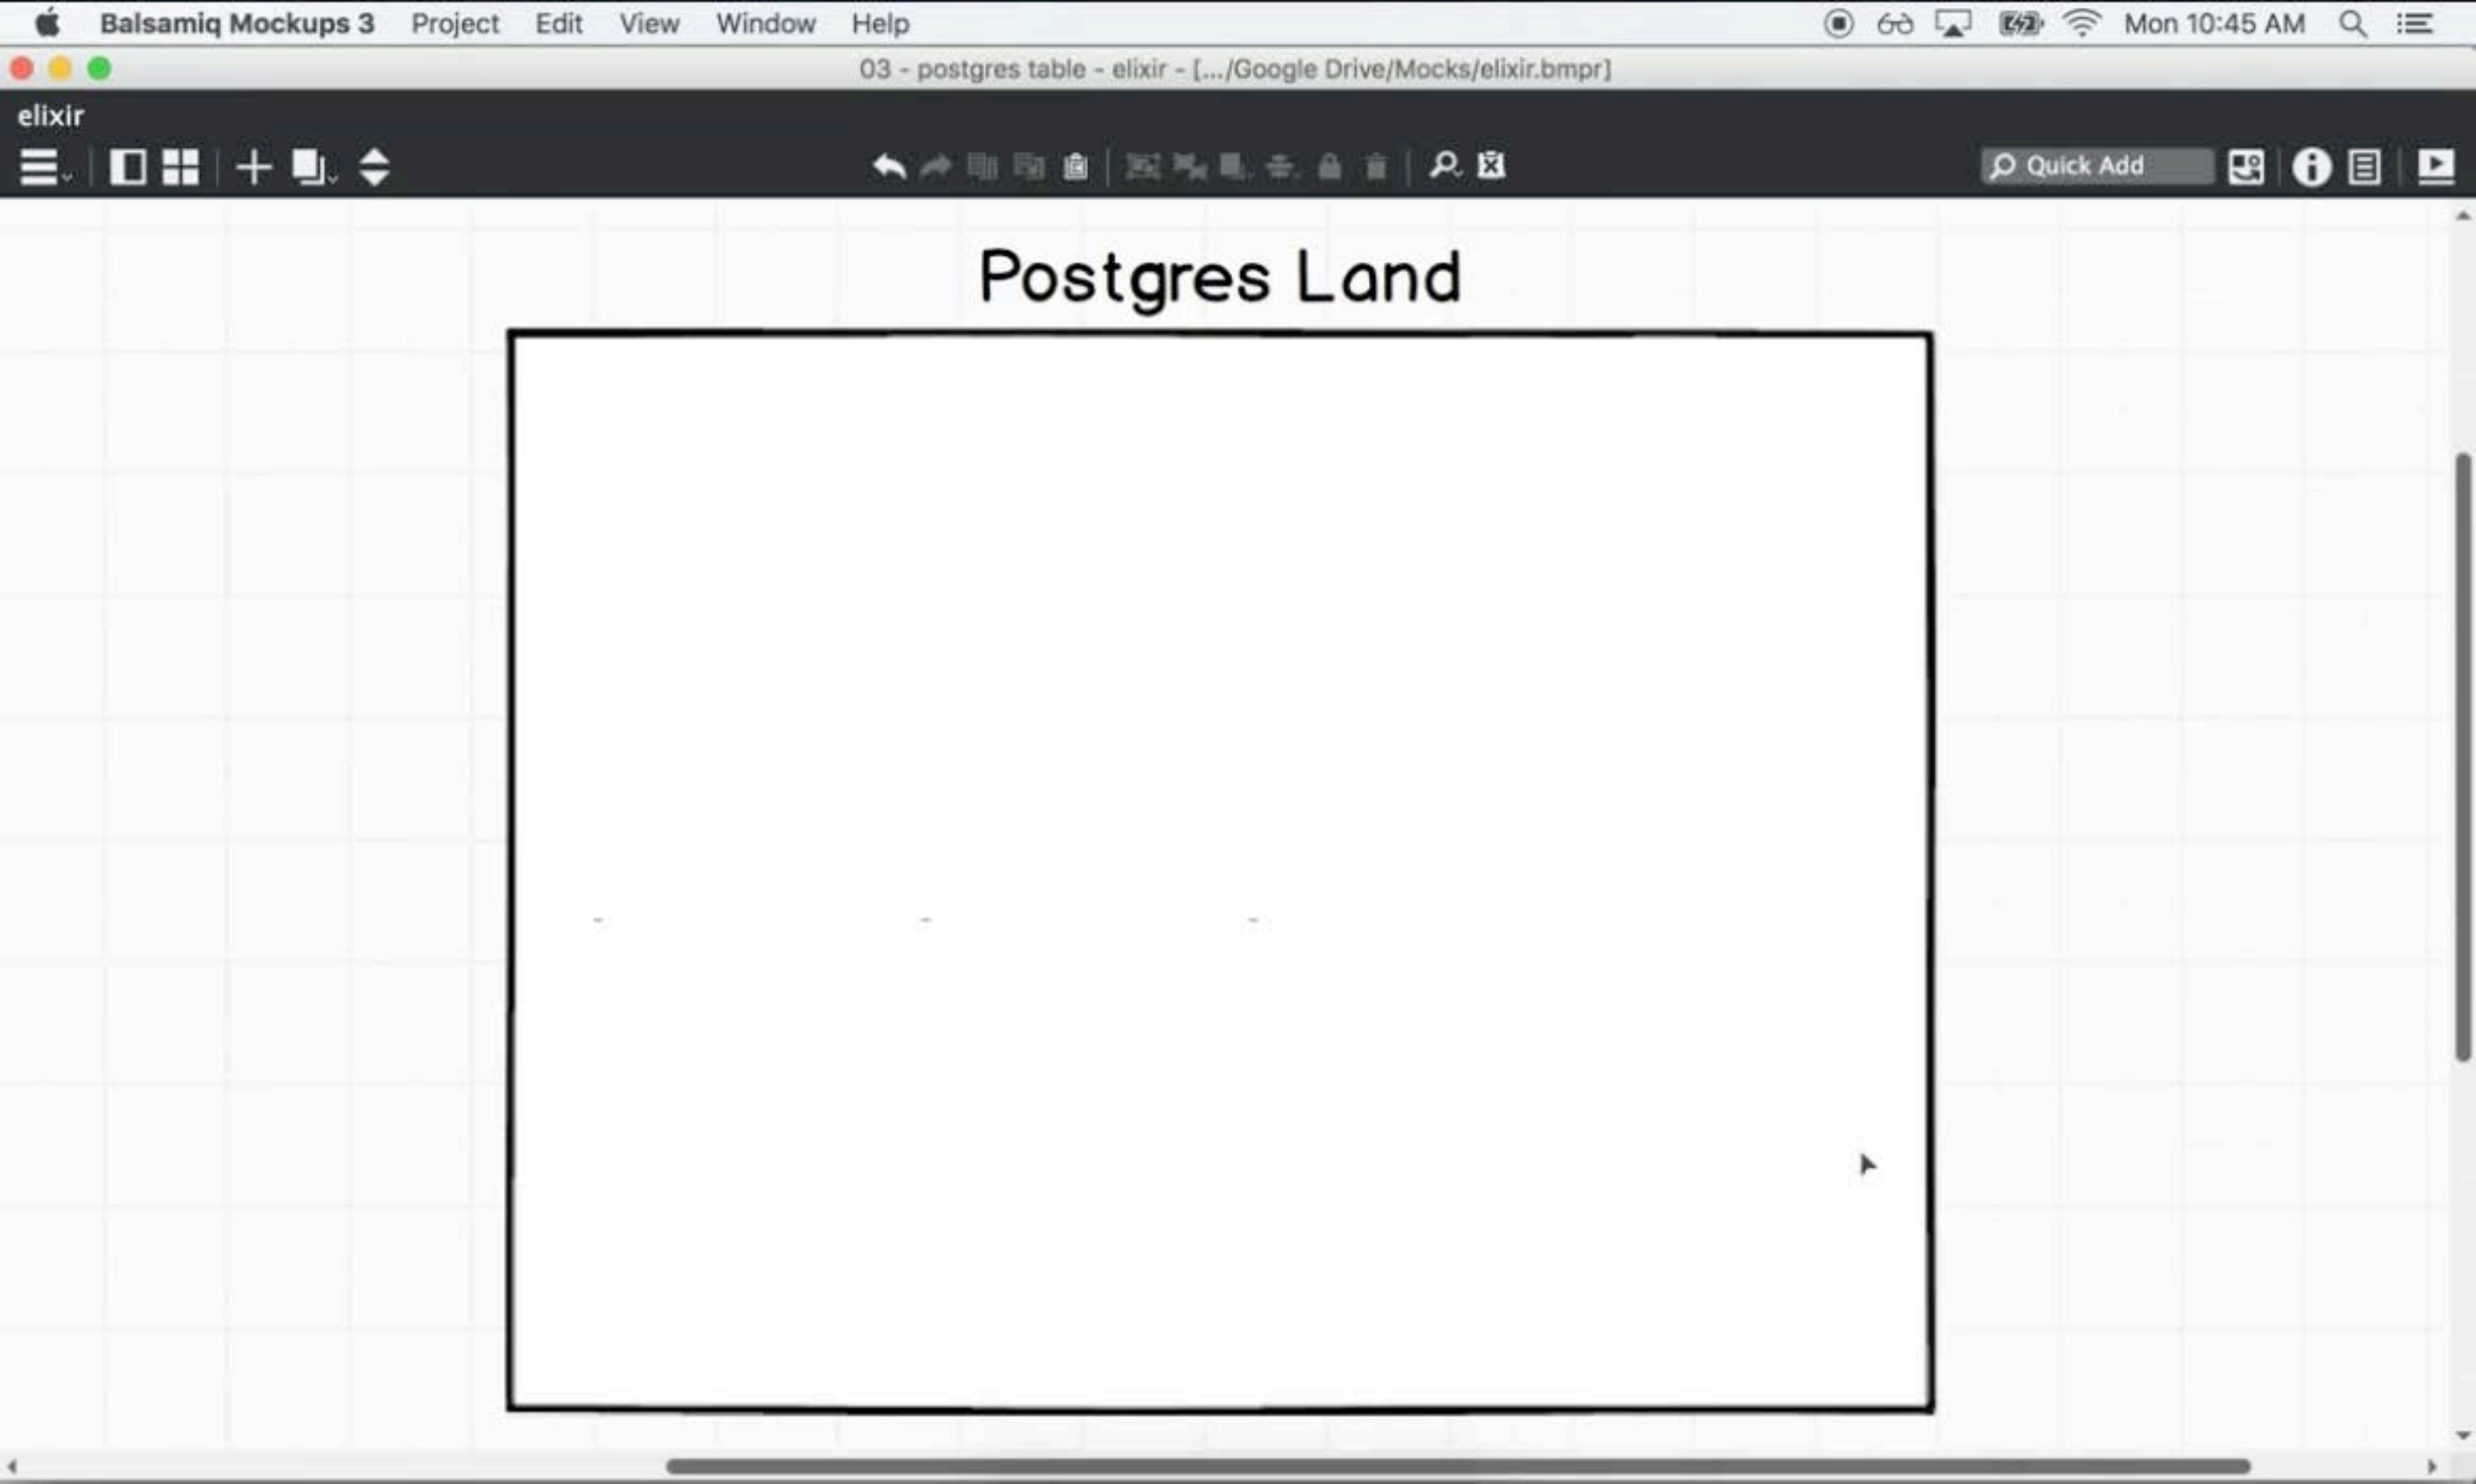 Balsamiq Mockups 3 Project Edit View Window Help Mon 10:45 AM
03 - postgres table - elixir - [.../Google Drive/Mocks/elixir.bmpr]
elixir
Quick Add
Postgres Land